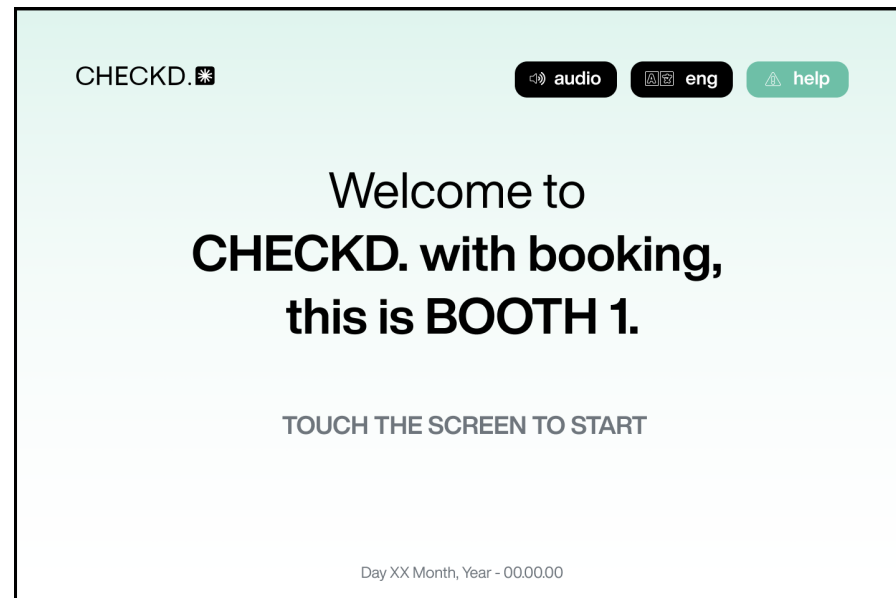 CHECKD.
audio
eng
help
Welcome to
CHECKD. with booking,
this is BOOTH 1.
TOUCH THE SCREEN TO START
Day XX Month, Year - 00.00.00